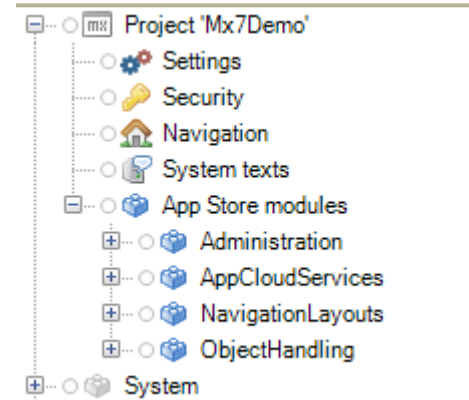 mx Project 'Mx7Demo'
Settings
Security
Navigation
System texts
App Store modules
Administration
AppCloudServices
NavigationLayouts
ObjectHandling
System